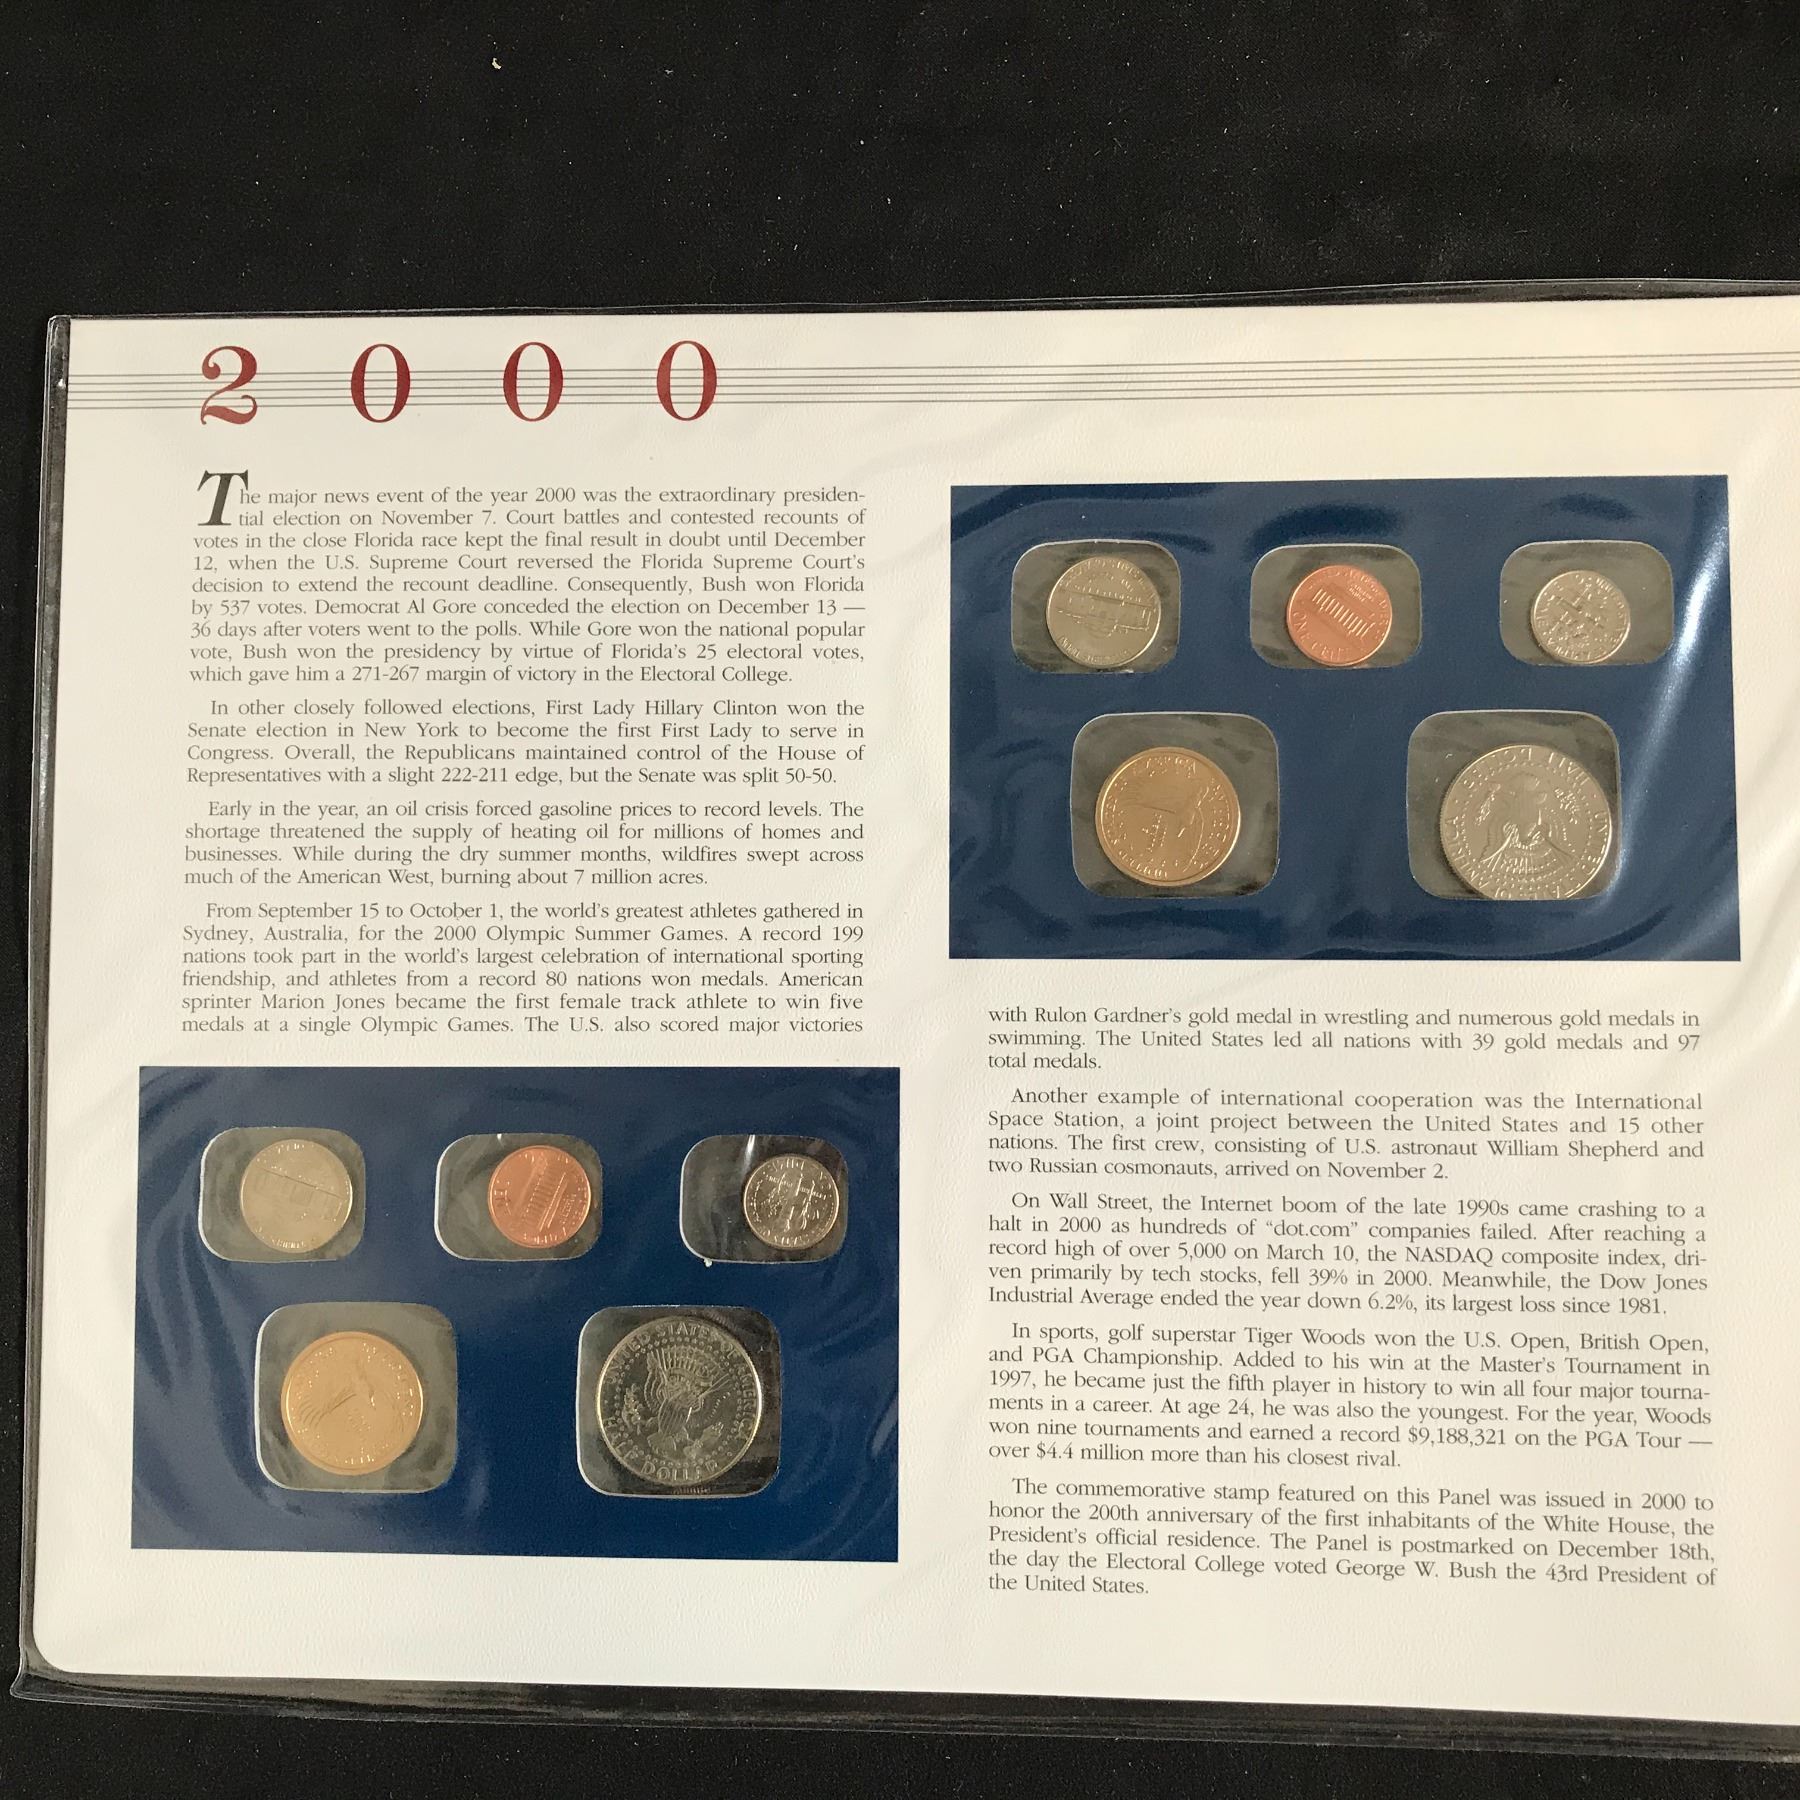 2 0 0 0
The major news event of the year 2000 was the extraordinary presiden-
tial election on November 7. Court battles and contested recounts of
votes in the close Florida race kept the final result in doubt until December
12, when the U.S. Supreme Court reversed the Florida Supreme Court's
decision to extend the recount deadline. Consequently, Bush won Florida
by 537 votes. Democrat Al Gore conceded the election on December 13 —
36 days after voters went to the polls. While Gore won the national popular
vote, Bush won the presidency by virtue of Florida's 25 electoral votes,
which gave him a 271-267 margin of victory in the Electoral College.
In other closely followed elections, First Lady Hillary Clinton won the
Senate election in New York to become the first First Lady to serve in
Congress. Overall, the Republicans maintained control of the House of
Representatives with a slight 222-211 edge, but the Senate was split 50-50.
Early in the year, an oil crisis forced gasoline prices to record levels. The
shortage threatened the supply of heating oil for millions of homes and
businesses. While during the dry summer months, wildfires swept across
much of the American West, burning about 7 million acres.
From September 15 to October 1, the world's greatest athletes gathered in
Sydney, Australia, for the 2000 Olympic Summer Games. A record 199
nations took part in the world's largest celebration of international sporting
friendship, and athletes from a record 80 nations won medals. American
sprinter Marion Jones became the first female track athlete to win five
medals at a single Olympic Games. The U.S. also scored major victories
with Rulon Gardner's gold medal in wrestling and numerous gold medals in
swimming. The United States led all nations with 39 gold medals and 97
total medals.
Another example of international cooperation was the International
Space Station, a joint project between the United States and 15 other
nations. The first crew, consisting of U.S. astronaut William Shepherd and
two Russian cosmonauts, arrived on November 2.
On Wall Street, the Internet boom of the late 1990s came crashing to a
halt in 2000 as hundreds of "dot.com" companies failed. After reaching a
record high of over 5,000 on March 10, the NASDAQ composite index, dri-
ven primarily by tech stocks, fell 39% in 2000. Meanwhile, the Dow Jones
Industrial Average ended the year down 6.2%, its largest loss since 1981.
In sports, golf superstar Tiger Woods won the U.S. Open, British Open,
and PGA Championship. Added to his win at the Master's Tournament in
1997, he became just the fifth player in history to win all four major tourna-
ments in a career. At age 24, he was also the youngest. For the year, Woods
won nine tournaments and earned a record $9,188,321 on the PGA Tour —
over $4.4 million more than his closest rival.
The commemorative stamp featured on this Panel was issued in 2000 to
honor the 200th anniversary of the first inhabitants of the White House, the
President's official residence. The Panel is postmarked on December 18th,
the day the Electoral College voted George W. Bush the 43rd President of
the United States.
UNITED STATES OF AMERICA
HALF DOLLAR